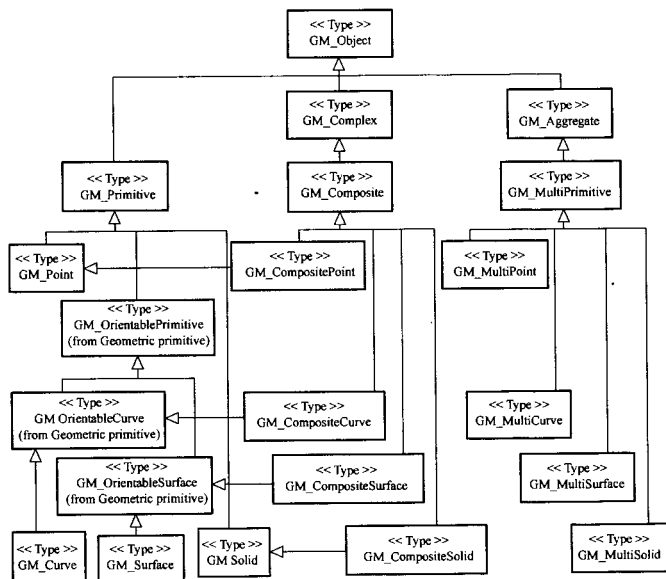 << Type >>
GM_Object
<< Type >>
GM_Complex
<< Type >>
GM_Aggregate
<< Type >>
GM_Primitive
<< Type >>
GM_Composite
<< Type >>
GM_MultiPrimitive
<< Type >>
GM_Point
<< Type >>
GM_CompositePoint
<< Type >>
GM_MultiPoint
<< Type >>
GM_OrientablePrimitive
(from Geometric primitive)
<< Type >>
GM OrientableCurve
(from Geometric primitive)
<< Type >>
GM_CompositeCurve
<< Type >>
GM_MultiCurve
<< Type >>
GM_OrientableSurface
(from Geometric primitive)
<< Type >>
GM_CompositeSurface
<< Type >>
GM_MultiSurface
<< Type >>
GM_Curve
<< Type >>
GM_Surface
<< Type >>
GM Solid
<< Type >>
GM_CompositeSolid
<< Type >>
GM_MultiSolid